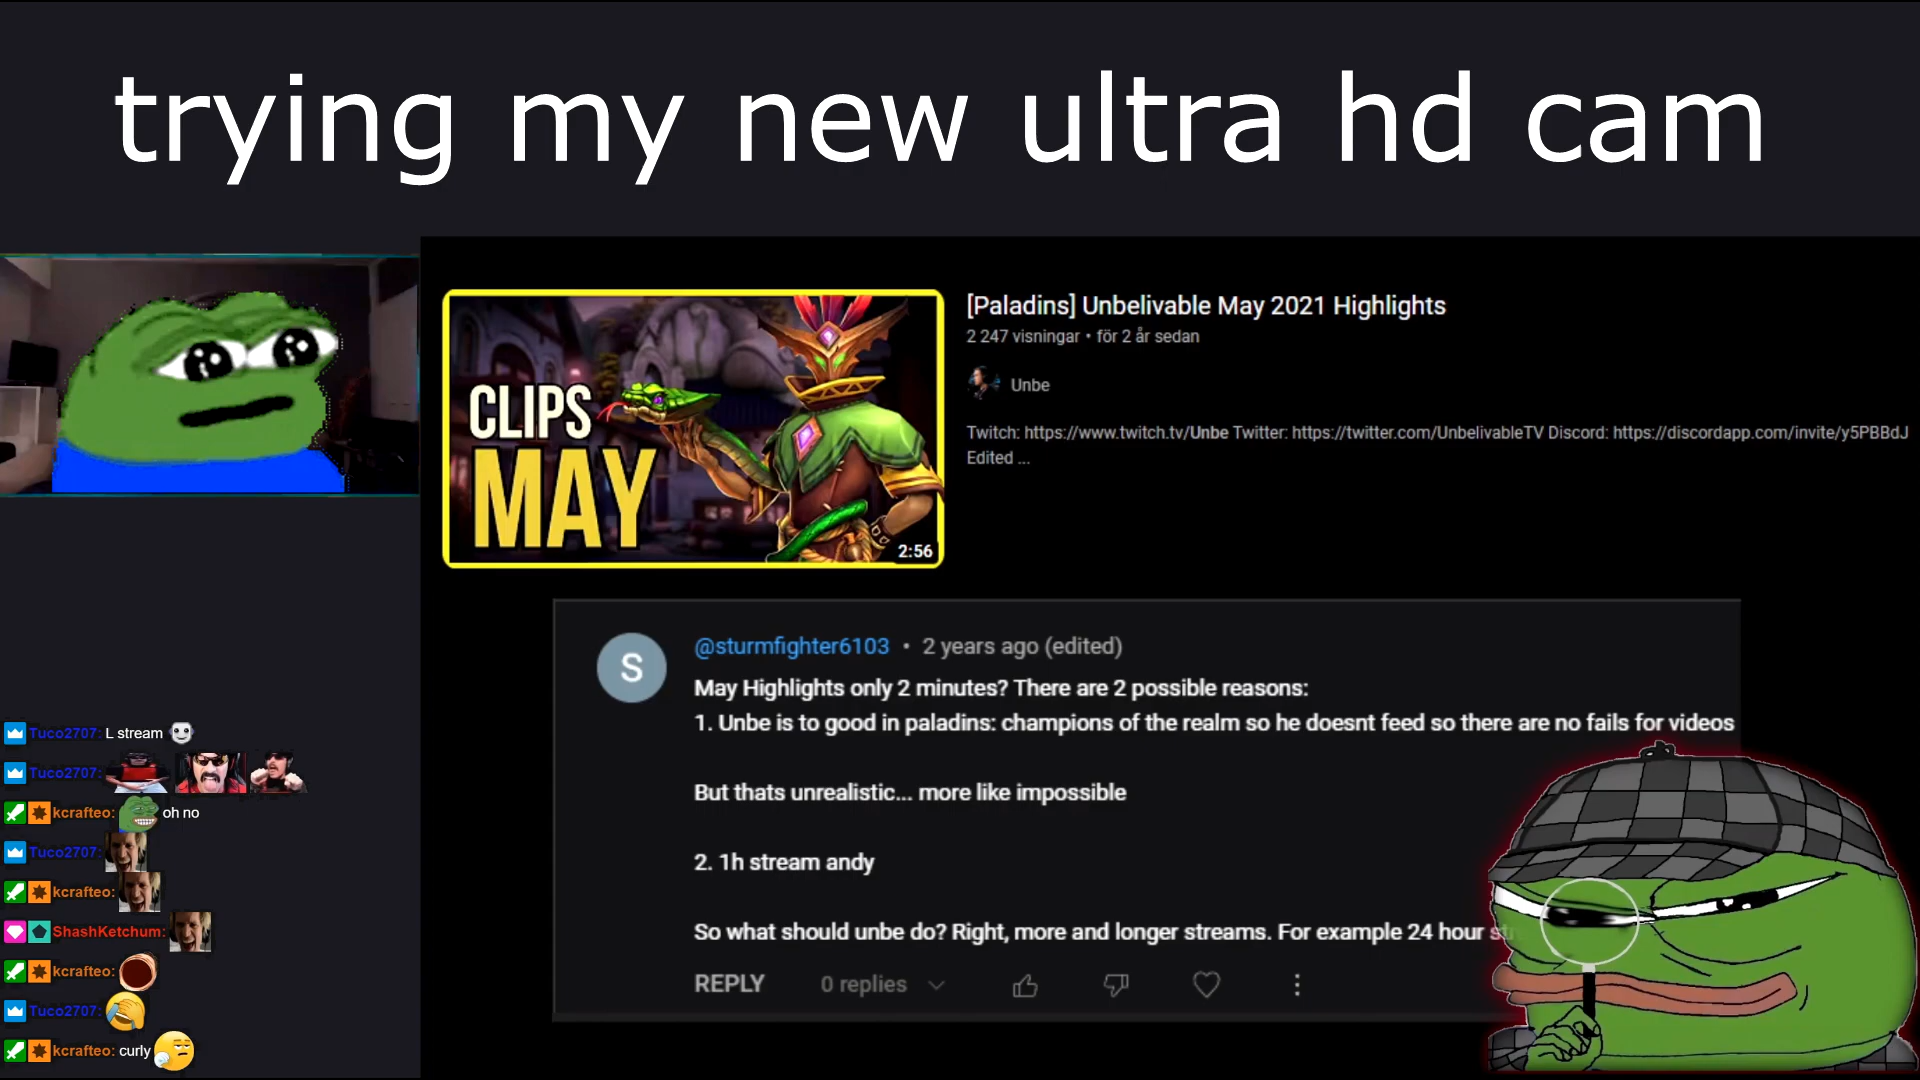 trying my new ultra hd cam
CLIPS
MAY
2:56
[Paladins] Unbelivable May 2021 Highlights
2 247 visningar • för 2 år sedan
Unbe
Twitch: https://www.twitch.tv/Unbe Twitter: https://twitter.com/UnbelivableTV Discord: https://discordapp.com/invite/y5PBBdJ
Edited ...
S
@sturmfighter6103 • 2 years ago (edited)
May Highlights only 2 minutes? There are 2 possible reasons:
1. Unbe is to good in paladins: champions of the realm so he doesnt feed so there are no fails for videos
But thats unrealistic... more like impossible
2. 1h stream andy
So what should unbe do? Right, more and longer streams. For example 24 hour
REPLY 0 replies
Tuco2707: L stream
Tuco2707:
kcrafteo: oh no
Tuco2707:
kcrafteo:
ShashKetchum:
kcrafteo:
Tuco2707:
kcrafteo: curly